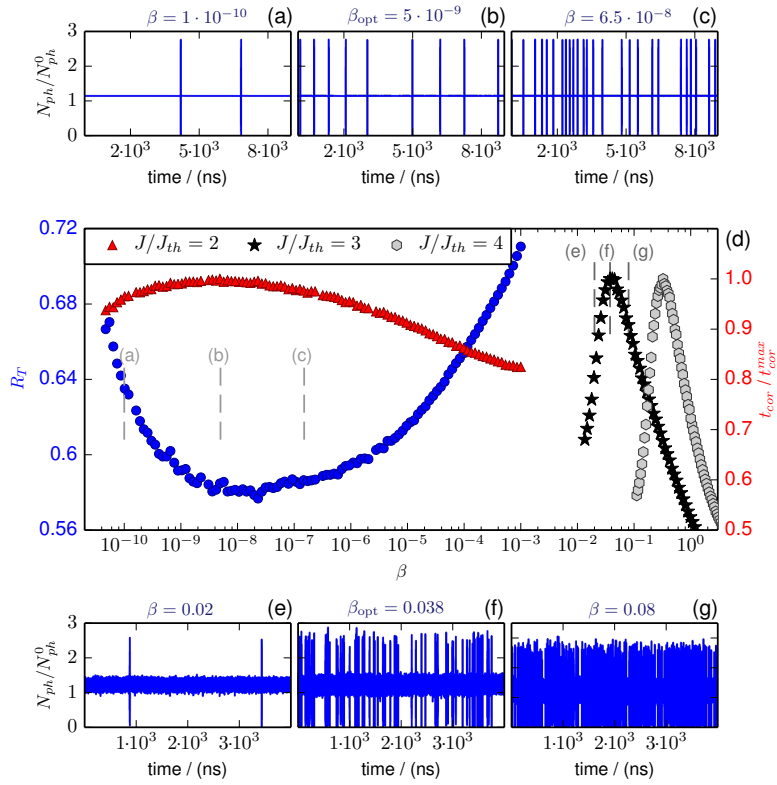 β = 1 · 10⁻¹⁰ (a)
β_opt = 5 · 10⁻⁹ (b)
β = 6.5 · 10⁻⁸ (c)
N_ph/N_ph^0
3
2
1
0
2·10³ 5·10³ 8·10³
2·10³ 5·10³ 8·10³
2·10³ 5·10³ 8·10³
time / (ns)
time / (ns)
time / (ns)
J/J_th = 2 J/J_th = 3 J/J_th = 4
(d)
(e) (f) (g)
(a) (b) (c)
R_T
0.72
0.68
0.64
0.6
0.56
t_cor / t_cor^max
1.0
0.9
0.8
0.7
0.6
0.5
10⁻¹⁰ 10⁻⁹ 10⁻⁸ 10⁻⁷ 10⁻⁶ 10⁻⁵ 10⁻⁴ 10⁻³ 10⁻² 10⁻¹ 10⁰
β
β = 0.02 (e)
β_opt = 0.038 (f)
β = 0.08 (g)
N_ph/N_ph^0
3
2
1
0
1·10³ 2·10³ 3·10³
1·10³ 2·10³ 3·10³
1·10³ 2·10³ 3·10³
time / (ns)
time / (ns)
time / (ns)